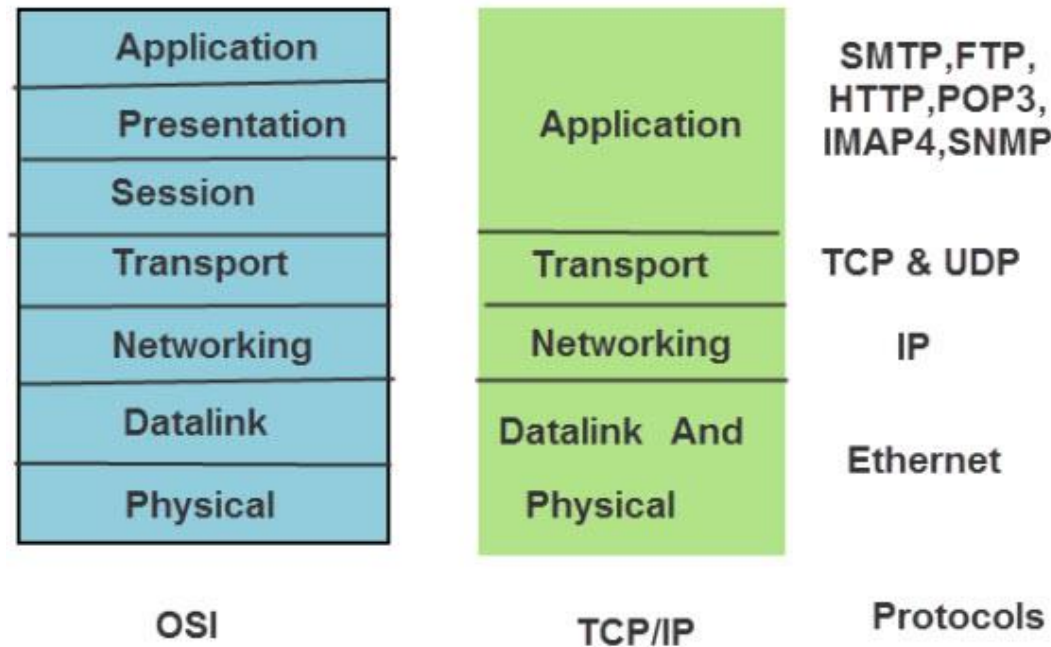 Application
Presentation
Session
Transport
Networking
Datalink
Physical
OSI
Application
Transport
Networking
Datalink And
Physical
TCP/IP
SMTP,FTP,
HTTP,POP3,
IMAP4,SNMP
TCP & UDP
IP
Ethernet
Protocols